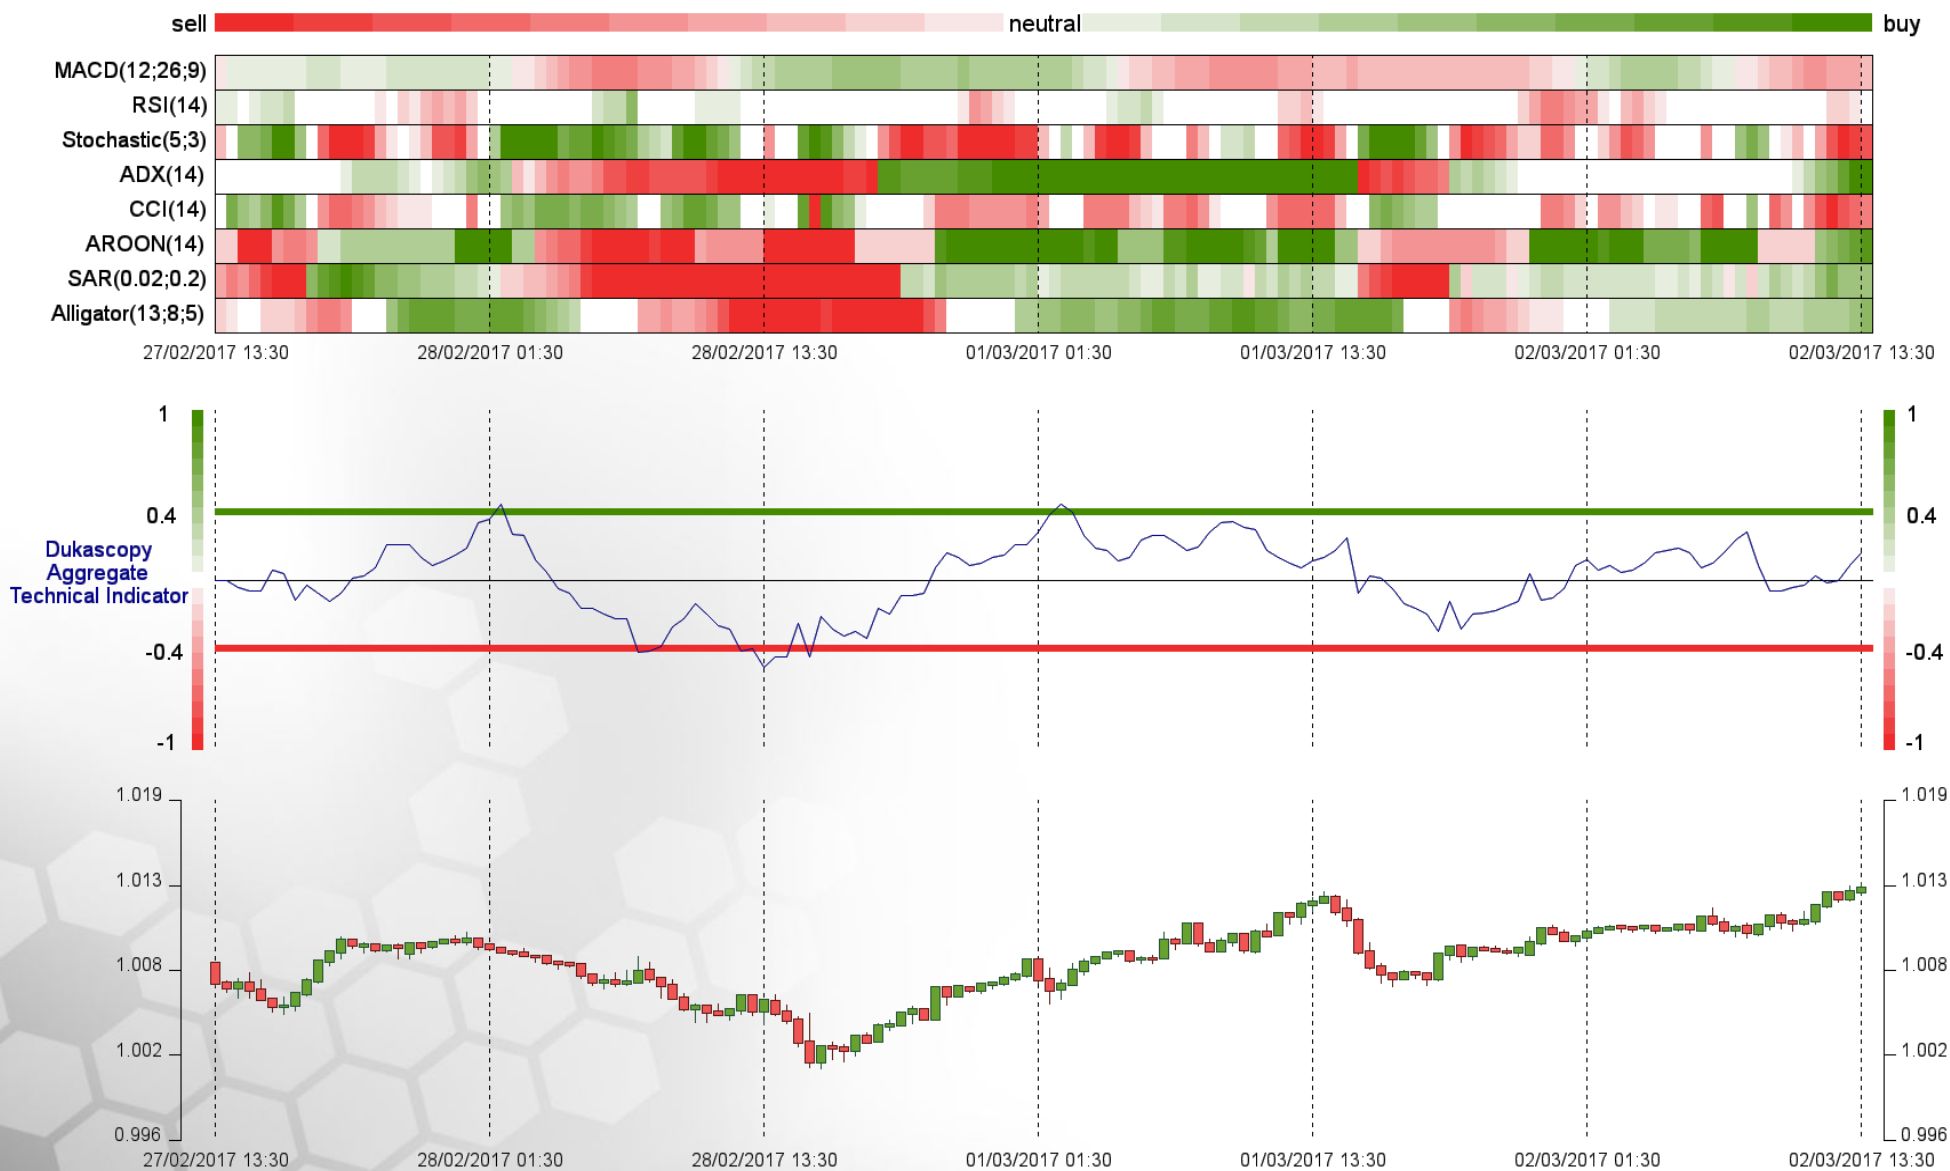 sell neutral buy
MACD(12;26;9)
RSI(14)
Stochastic(5;3)
ADX(14)
CCI(14)
AROON(14)
SAR(0.02;0.2)
Alligator(13;8;5)
27/02/2017 13:30 28/02/2017 01:30 28/02/2017 13:30 01/03/2017 01:30 01/03/2017 13:30 02/03/2017 01:30 02/03/2017 13:30
1 1
0.4 0.4
Dukascopy
Aggregate
Technical Indicator
-0.4 -0.4
-1 -1
1.019 1.019
1.013 1.013
1.008 1.008
1.002 1.002
0.996 0.996
27/02/2017 13:30 28/02/2017 01:30 28/02/2017 13:30 01/03/2017 01:30 01/03/2017 13:30 02/03/2017 01:30 02/03/2017 13:30